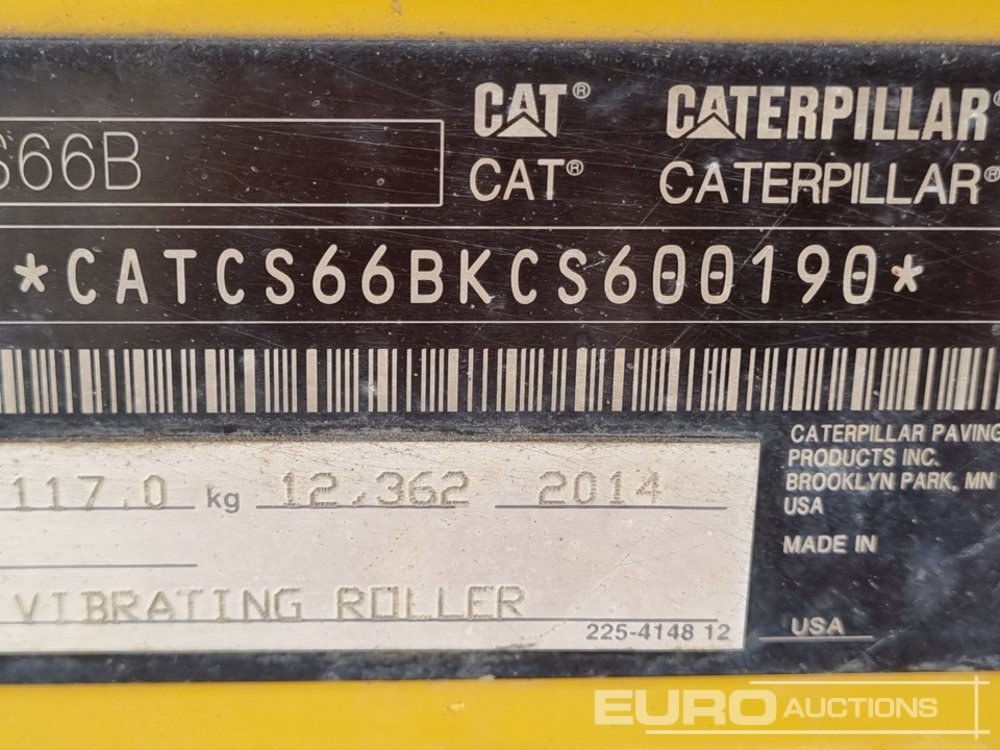 S66B
CAT® CATERPILLAR®
CAT® CATERPILLAR®
*CATCS66BKCS600190*
117.0 kg 12,362 2014
VIBRATING ROLLER
225-4148 12
CATERPILLAR PAVING
PRODUCTS INC.
BROOKLYN PARK, MN
USA
MADE IN
USA
EURO AUCTIONS